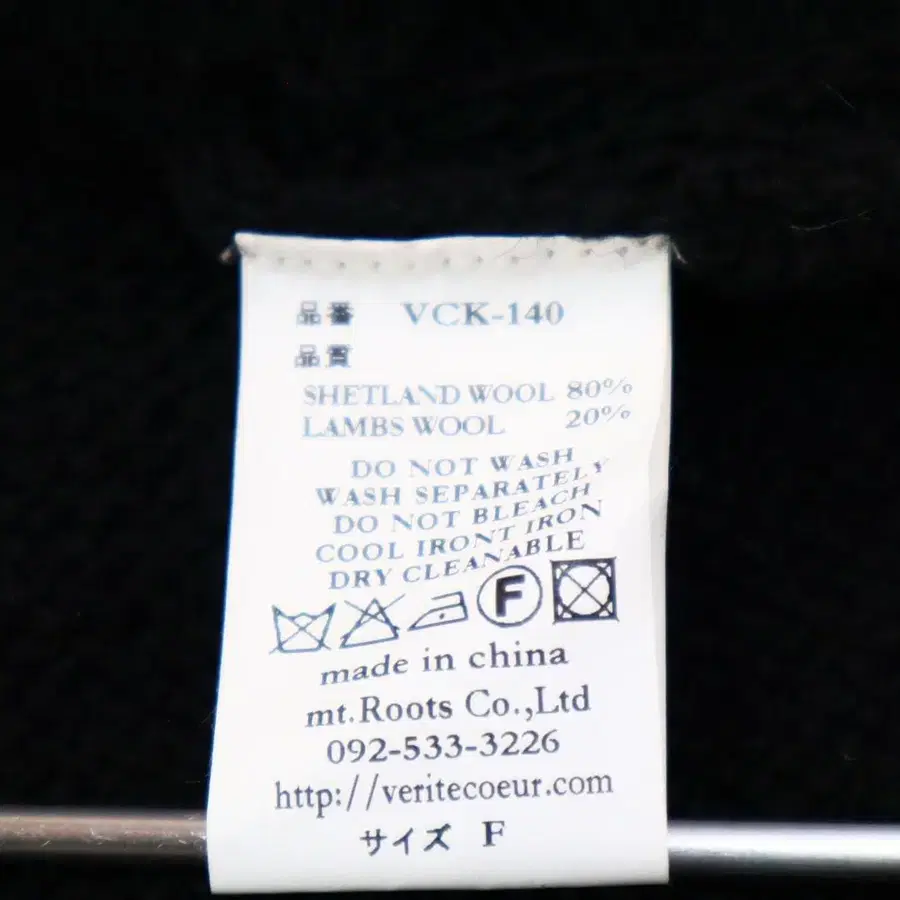 品番 VCK-140
品質
SHETLAND WOOL 80%
LAMBS WOOL 20%
DO NOT WASH
WASH SEPARATELY
DO NOT BLEACH
COOL IRONT IRON
DRY CLEANABLE
F
made in china
mt.Roots Co.,Ltd
092-533-3226
http://veritecoeur.com
サイズ F